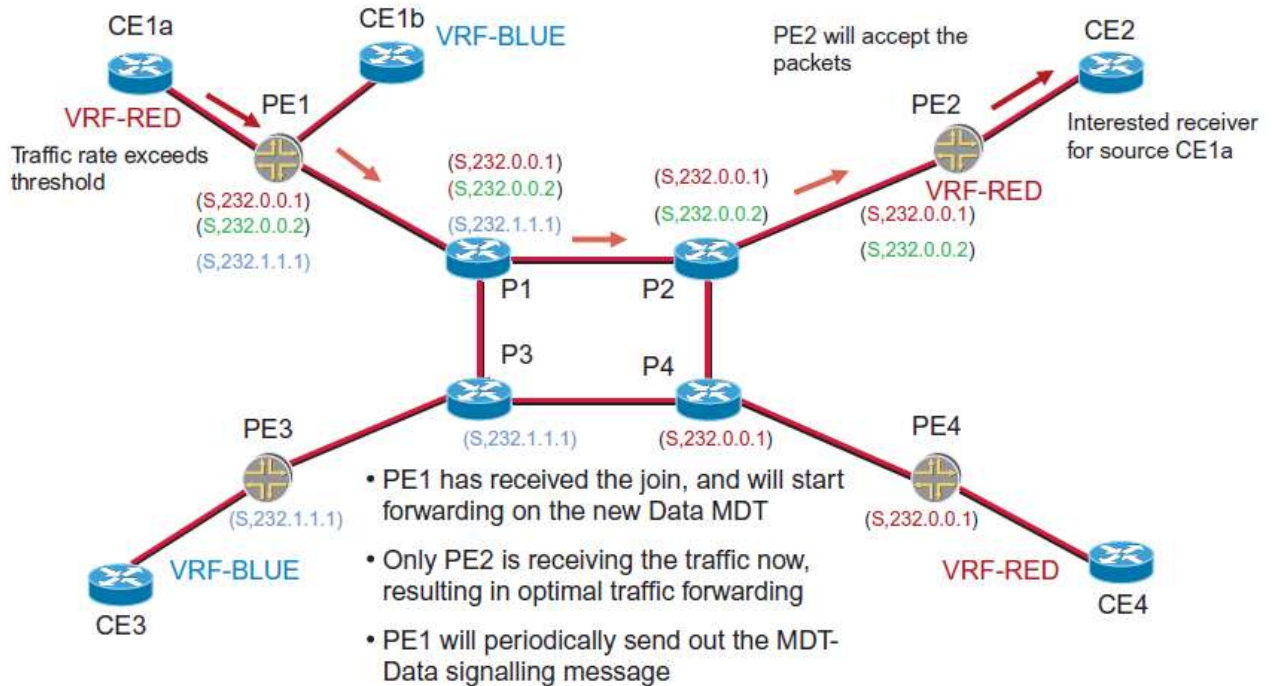 CE1a
CE1b
VRF-BLUE
PE2 will accept the
packets
CE2
VRF-RED
PE1
PE2
Traffic rate exceeds
threshold
Interested receiver
for source CE1a
VRF-RED
(S,232.0.0.1)
(S,232.0.0.2)
(S,232.1.1.1)
(S,232.0.0.1)
(S,232.0.0.2)
(S,232.1.1.1)
(S,232.0.0.1)
(S,232.0.0.2)
(S,232.0.0.1)
(S,232.0.0.2)
P1
P2
P3
P4
PE3
(S,232.1.1.1)
(S,232.0.0.1)
PE4
(S,232.1.1.1)
(S,232.0.0.1)
VRF-BLUE
VRF-RED
CE3
CE4
• PE1 has received the join, and will start
forwarding on the new Data MDT
• Only PE2 is receiving the traffic now,
resulting in optimal traffic forwarding
• PE1 will periodically send out the MDT-
Data signalling message